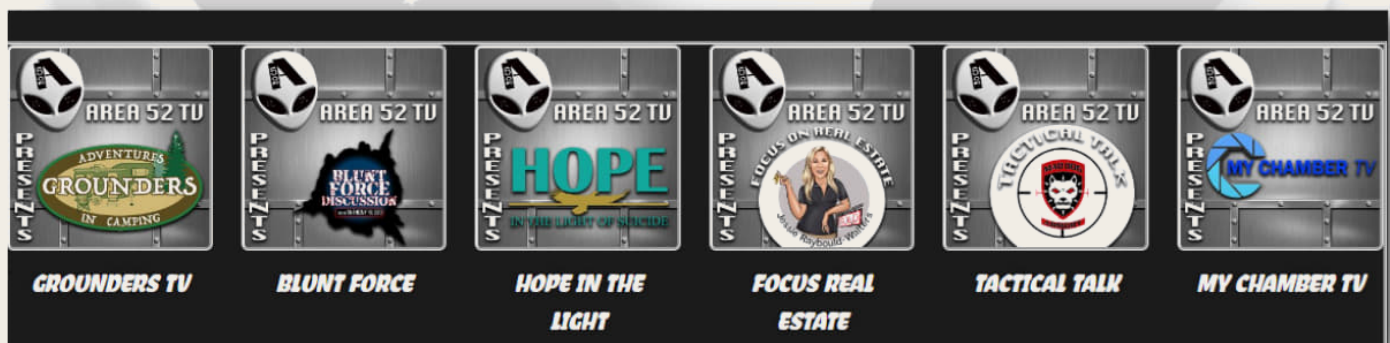 AREA 52 TV
PRESENTS
ADVENTURES
GROUNDERS
IN CAMPING
GROUNDERS TV
AREA 52 TV
PRESENTS
BLUNT
FORCE
DISCUSSION
BLUNT FORCE
AREA 52 TV
PRESENTS
HOPE
IN THE LIGHT OF SUICIDE
HOPE IN THE
LIGHT
AREA 52 TV
PRESENTS
FOCUS ON REAL ESTATE
FOCUS REAL
ESTATE
AREA 52 TV
PRESENTS
TACTICAL TALK
TACTICAL TALK
AREA 52 TV
PRESENTS
MY CHAMBER TV
MY CHAMBER TV